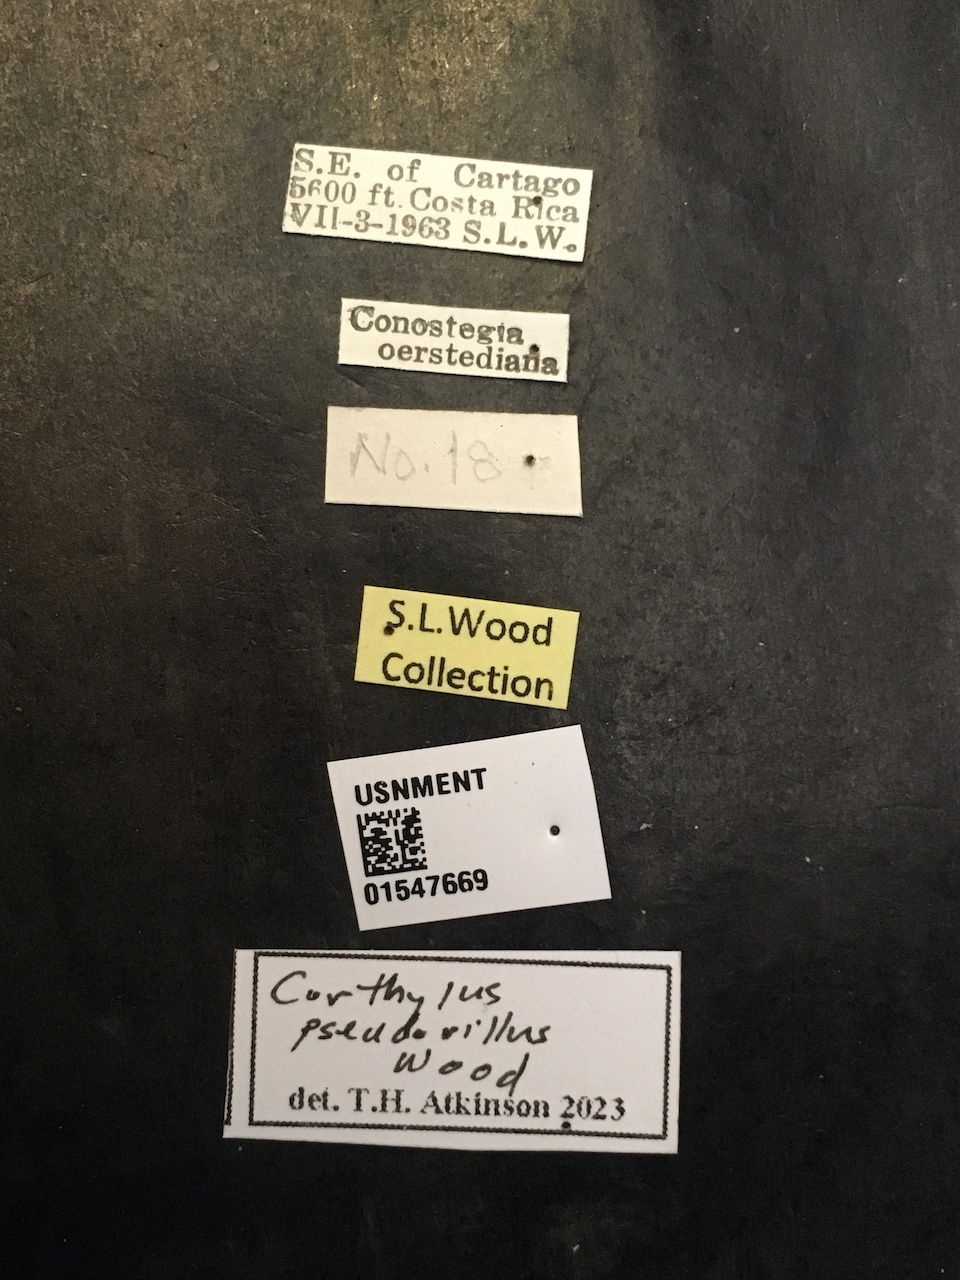 S.E. of Cartago
5600 ft. Costa Rica
VII-3-1963 S.L.W.
Conostegia
oerstediana
No. 18
S.L.Wood
Collection
USNMENT
01547669
Corthylus
pseudovillus
Wood
det. T.H. Atkinson 2023